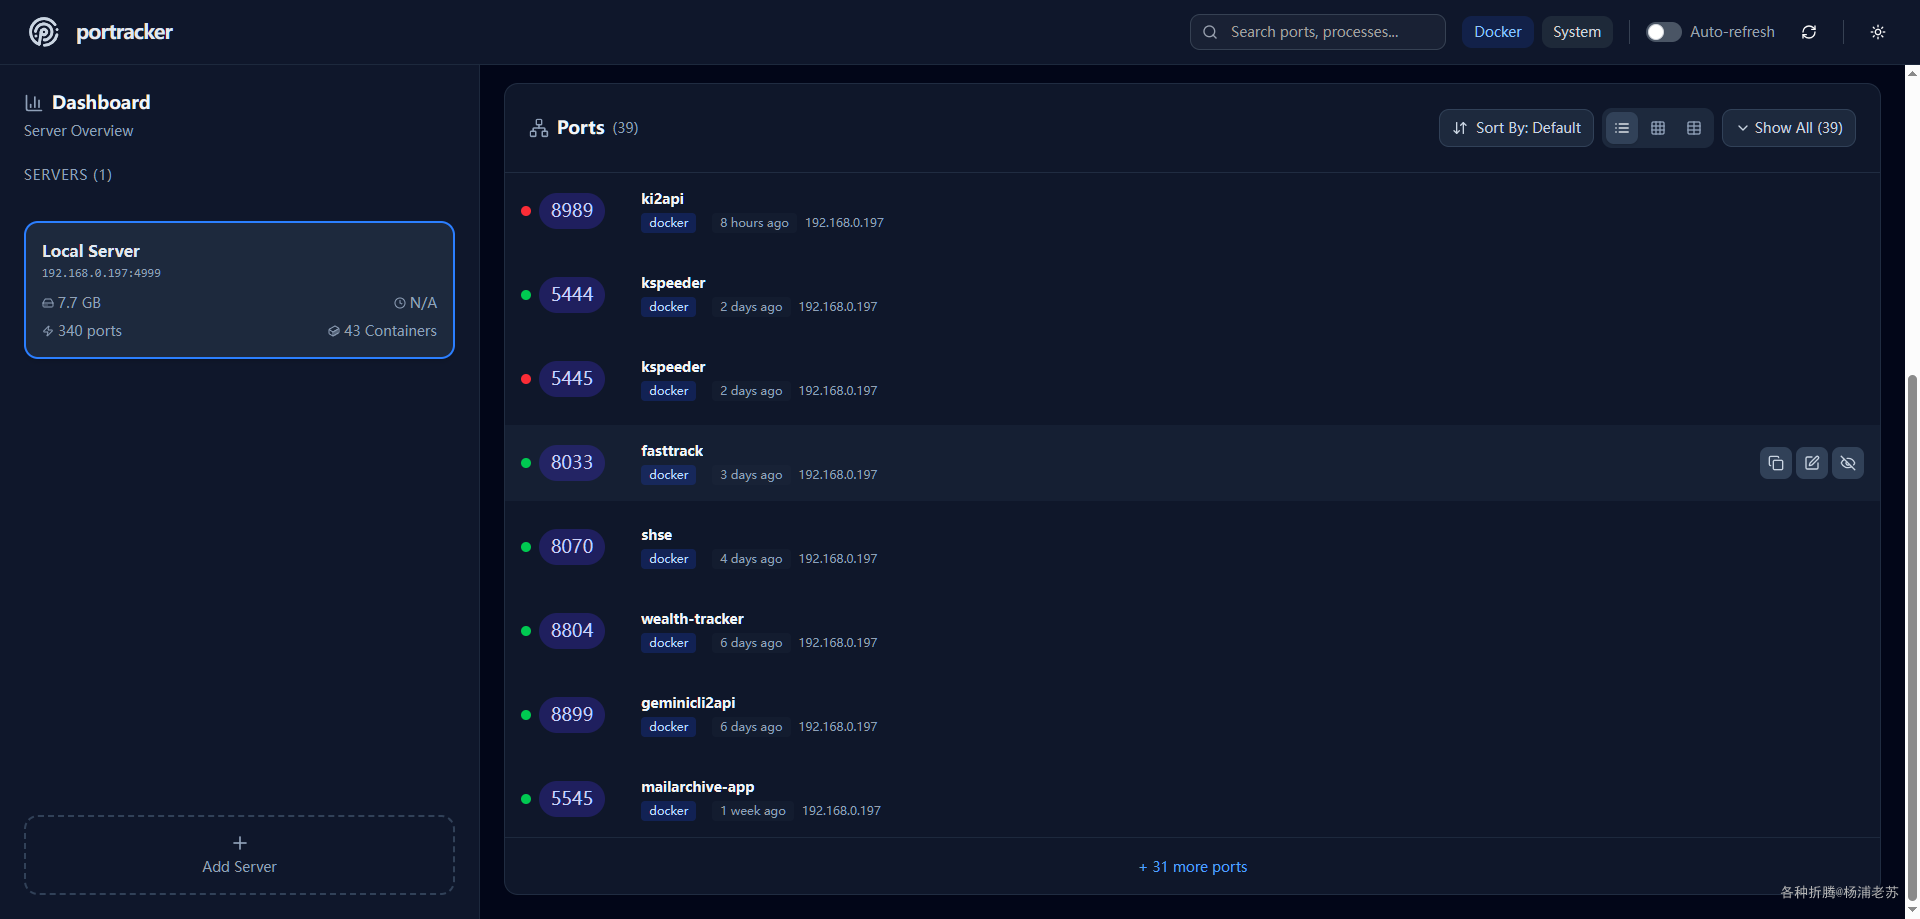 portracker
Search ports, processes...
Docker
System
Auto-refresh
Dashboard
Server Overview
SERVERS (1)
Local Server
192.168.0.197:4999
7.7 GB
N/A
340 ports
43 Containers
Add Server
Ports (39)
Sort By: Default
Show All (39)
8989
ki2api
docker 8 hours ago 192.168.0.197
5444
kspeeder
docker 2 days ago 192.168.0.197
5445
kspeeder
docker 2 days ago 192.168.0.197
8033
fasttrack
docker 3 days ago 192.168.0.197
8070
shse
docker 4 days ago 192.168.0.197
8804
wealth-tracker
docker 6 days ago 192.168.0.197
8899
geminicli2api
docker 6 days ago 192.168.0.197
5545
mailarchive-app
docker 1 week ago 192.168.0.197
+ 31 more ports
各种折腾@杨浦老苏